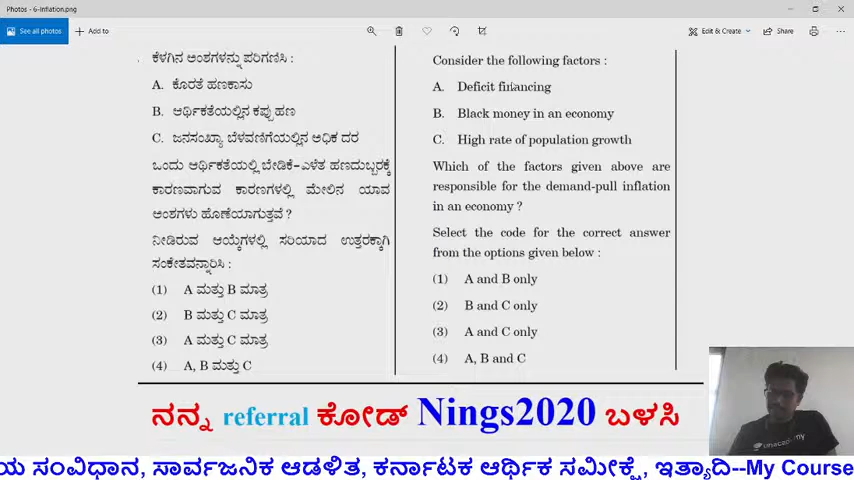 Photos - 6-Inflation.png
See all photos
Add to
Edit & Create
Share
ಕೆಳಗಿನ ಅಂಶಗಳನ್ನು ಪರಿಗಣಿಸಿ :
A. ಕೊರತೆ ಹಣಕಾಸು
B. ಆರ್ಥಿಕತೆಯಲ್ಲಿನ ಕಪ್ಪು ಹಣ
C. ಜನಸಂಖ್ಯಾ ಬೆಳವಣಿಗೆಯಲ್ಲಿನ ಅಧಿಕ ದರ
ಒಂದು ಆರ್ಥಿಕತೆಯಲ್ಲಿ ಬೇಡಿಕೆ-ಎಳೆತ ಹಣದುಬ್ಬರಕ್ಕೆ
ಕಾರಣವಾಗುವ ಕಾರಣಗಳಲ್ಲಿ ಮೇಲಿನ ಯಾವ
ಅಂಶಗಳು ಹೊಣೆಯಾಗುತ್ತವೆ ?
ನೀಡಿರುವ ಆಯ್ಕೆಗಳಲ್ಲಿ ಸರಿಯಾದ ಉತ್ತರಕ್ಕಾಗಿ
ಸಂಕೇತವನ್ನಾರಿಸಿ :
(1) A ಮತ್ತು B ಮಾತ್ರ
(2) B ಮತ್ತು C ಮಾತ್ರ
(3) A ಮತ್ತು C ಮಾತ್ರ
(4) A, B ಮತ್ತು C
Consider the following factors :
A. Deficit financing
B. Black money in an economy
C. High rate of population growth
Which of the factors given above are
responsible for the demand-pull inflation
in an economy ?
Select the code for the correct answer
from the options given below :
(1) A and B only
(2) B and C only
(3) A and C only
(4) A, B and C
unacademy
ನನ್ನ referral ಕೋಡ್ Nings2020 ಬಳಸಿ
ಯ ಸಂವಿಧಾನ, ಸಾರ್ವಜನಿಕ ಆಡಳಿತ, ಕರ್ನಾಟಕ ಆರ್ಥಿಕ ಸಮೀಕ್ಷೆ, ಇತ್ಯಾದಿ--My Course